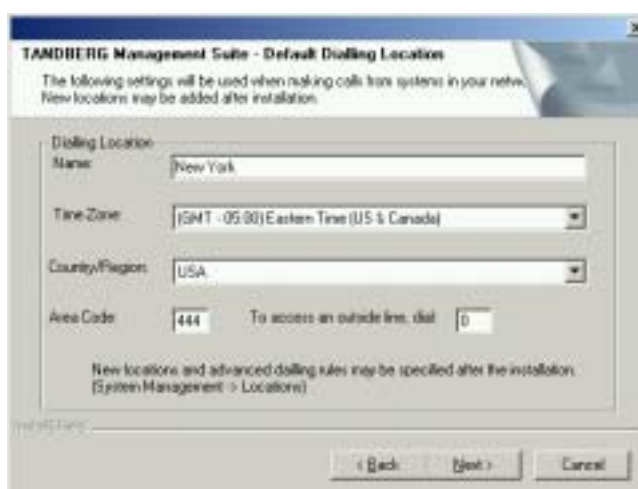 TANDBERG Management Suite - Default Dialling Location
The following settings will be used when making calls from systems in your netw
New locations may be added after installation.
Dialling Location
Name:
New York
Time Zone:
(GMT - 05:00) Eastern Time (US & Canada)
Country/Region:
USA
Area Code:
444
To access an outside line, dial:
0
New locations and advanced dialling rules may be specified after the installation.
(System Management -> Locations)
< Back
Next >
Cancel